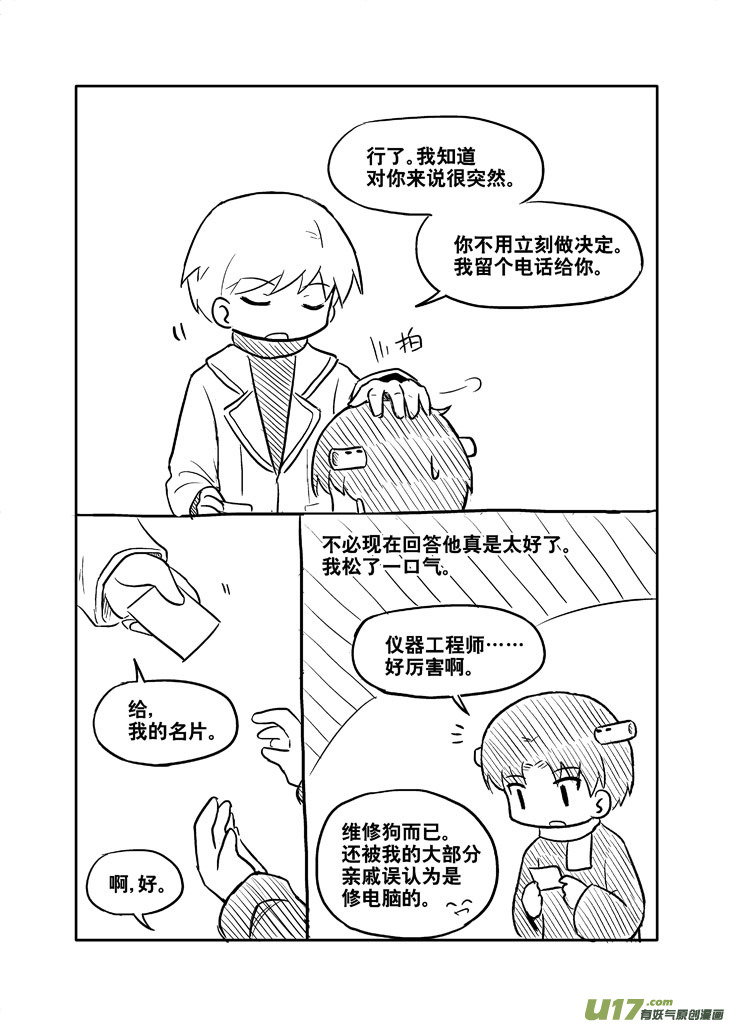 行了。我知道
对你来说很突然。
你不用立刻做决定。
我留个电话给你。
拍
给，
我的名片。
啊，好。
不必现在回答他真是太好了。
我松了一口气。
仪器工程师……
好厉害啊。
维修狗而已。
还被我的大部分
亲戚误认为是
修电脑的。
U17.com
有妖气原创漫画